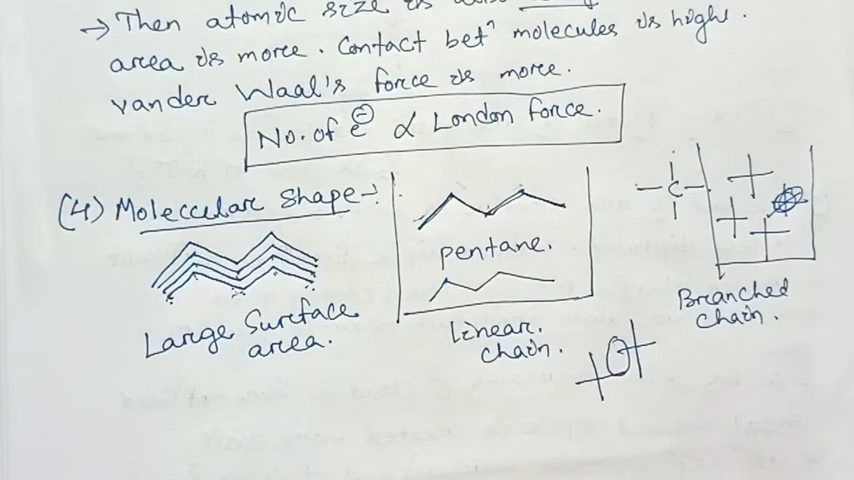 → Then atomic size is
area is more. Contact betⁿ molecules is high.
vander Waal's force is more.
No. of e⁻ ∝ London force.
(4) Moleccular Shape→:
Large Surface
area.
pentane.
linear.
chain.
C
Branched
chain.